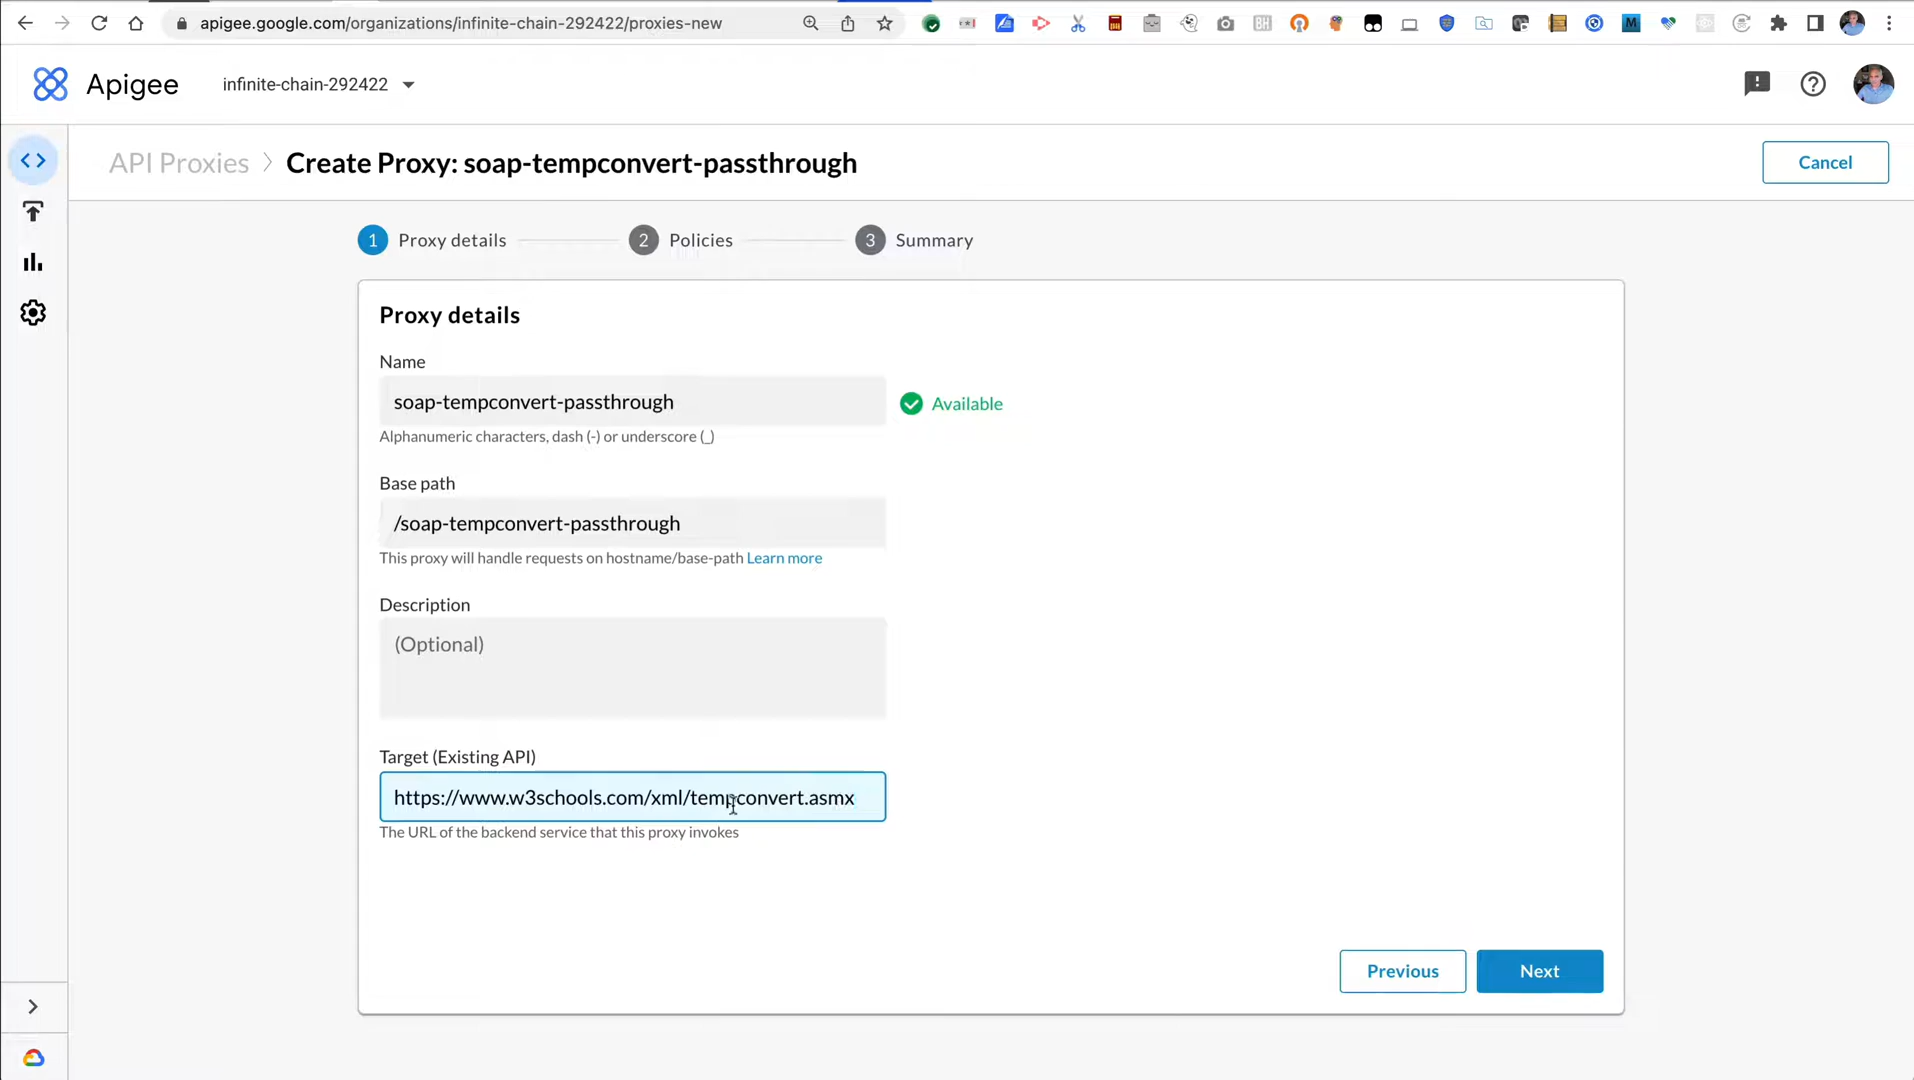 apigee.google.com/organizations/infinite-chain-292422/proxies-new
Apigee
infinite-chain-292422
API Proxies
Create Proxy: soap-tempconvert-passthrough
Cancel
1 Proxy details
2 Policies
3 Summary
Proxy details
Name
soap-tempconvert-passthrough
Available
Alphanumeric characters, dash (-) or underscore (_)
Base path
/soap-tempconvert-passthrough
This proxy will handle requests on hostname/base-path Learn more
Description
(Optional)
Target (Existing API)
https://www.w3schools.com/xml/tempconvert.asmx
The URL of the backend service that this proxy invokes
Previous
Next